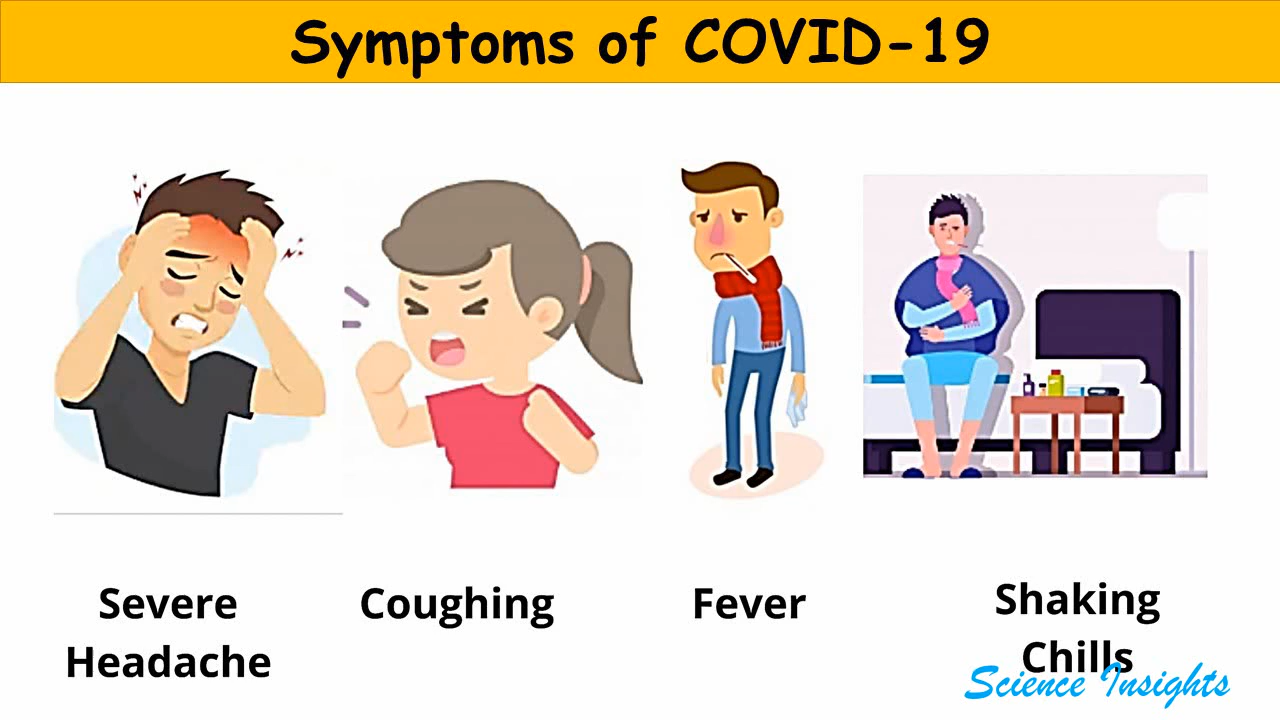 Symptoms of COVID-19
Severe
Headache
Coughing
Fever
Shaking
Chills
Science Insights